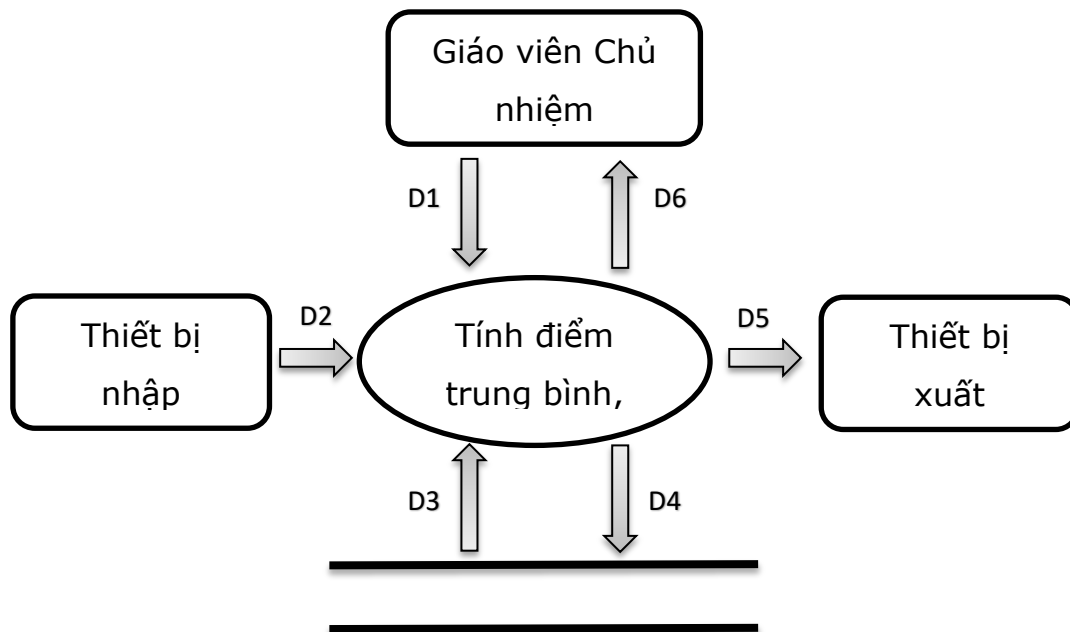 Giáo viên Chủ
nhiệm
D1
D6
Thiết bị
nhập
D2
Tính điểm
trung bình,
D5
Thiết bị
xuất
D3
D4